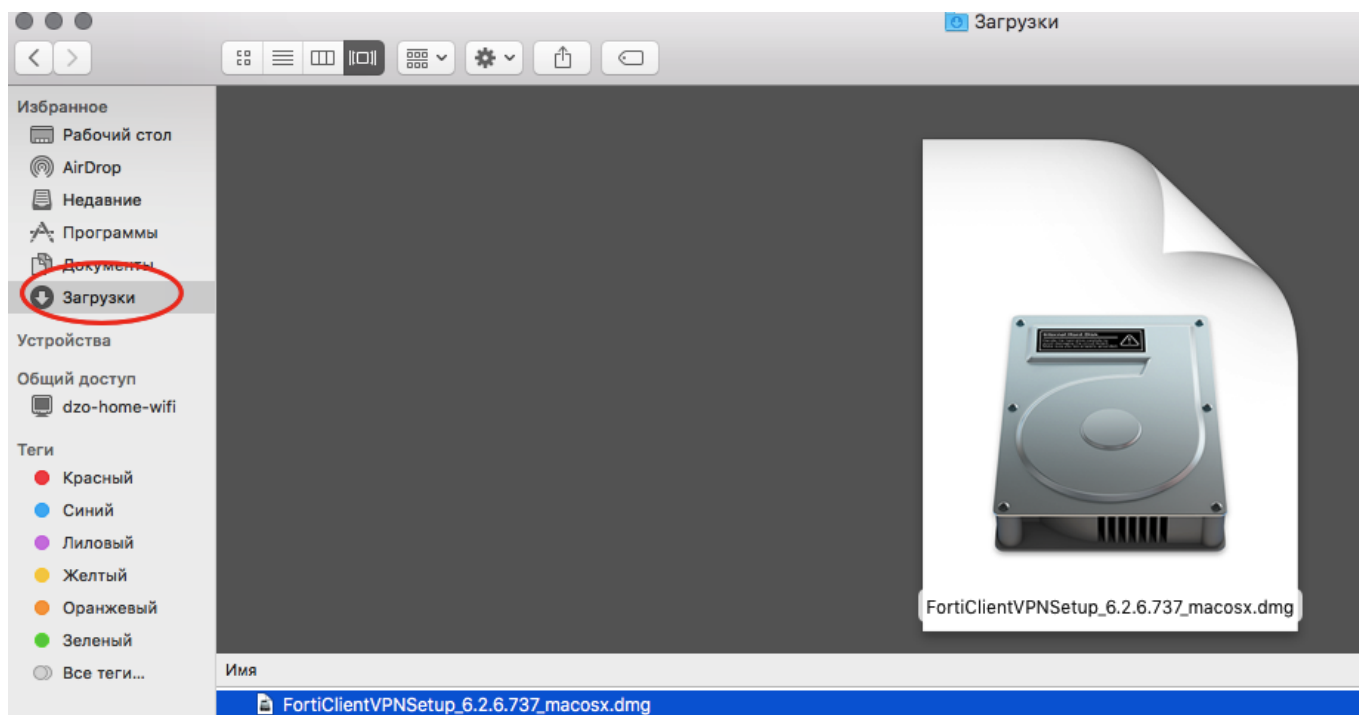 Загрузки
Избранное
Рабочий стол
AirDrop
Недавние
Программы
Документы
Загрузки
Устройства
Общий доступ
dzo-home-wifi
Теги
Красный
Синий
Лиловый
Желтый
Оранжевый
Зеленый
Все теги...
FortiClientVPNSetup_6.2.6.737_macosx.dmg
Имя
FortiClientVPNSetup_6.2.6.737_macosx.dmg